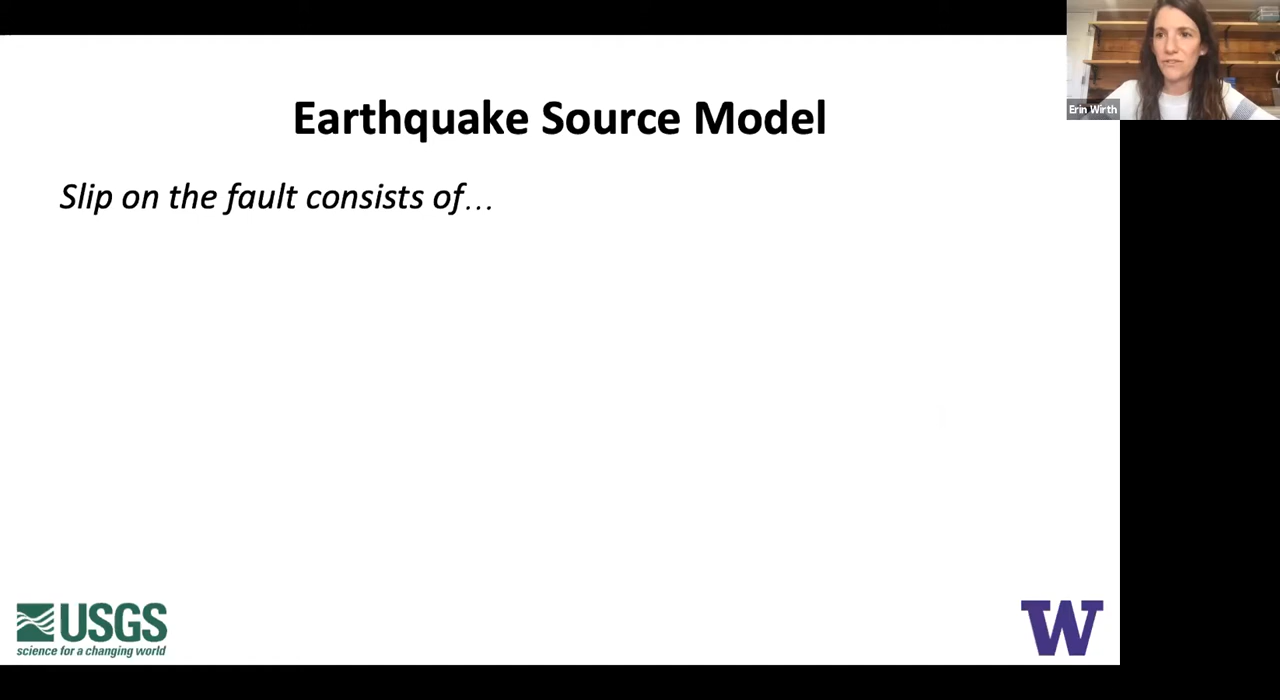 Earthquake Source Model
Erin Wirth
Slip on the fault consists of...
USGS
science for a changing world
W